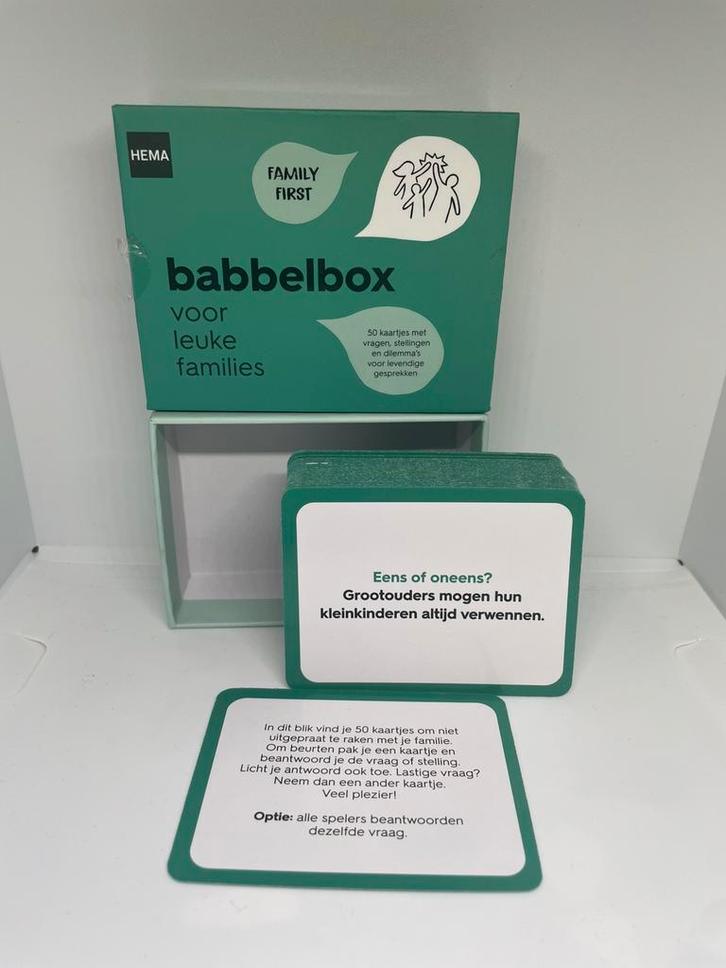 HEMA
FAMILY
FIRST
babbelbox
voor
leuke
families
50 kaartjes met
vragen, stellingen
en dilemma's
voor levendige
gesprekken
Eens of oneens?
Grootouders mogen hun
kleinkinderen altijd verwennen.
In dit blik vind je 50 kaartjes om niet
uitgepraat te raken met je familie.
Om beurten pak je een kaartje en
beantwoord je de vraag of stelling.
Licht je antwoord ook toe. Lastige vraag?
Neem dan een ander kaartje.
Veel plezier!
Optie: alle spelers beantwoorden
dezelfde vraag.